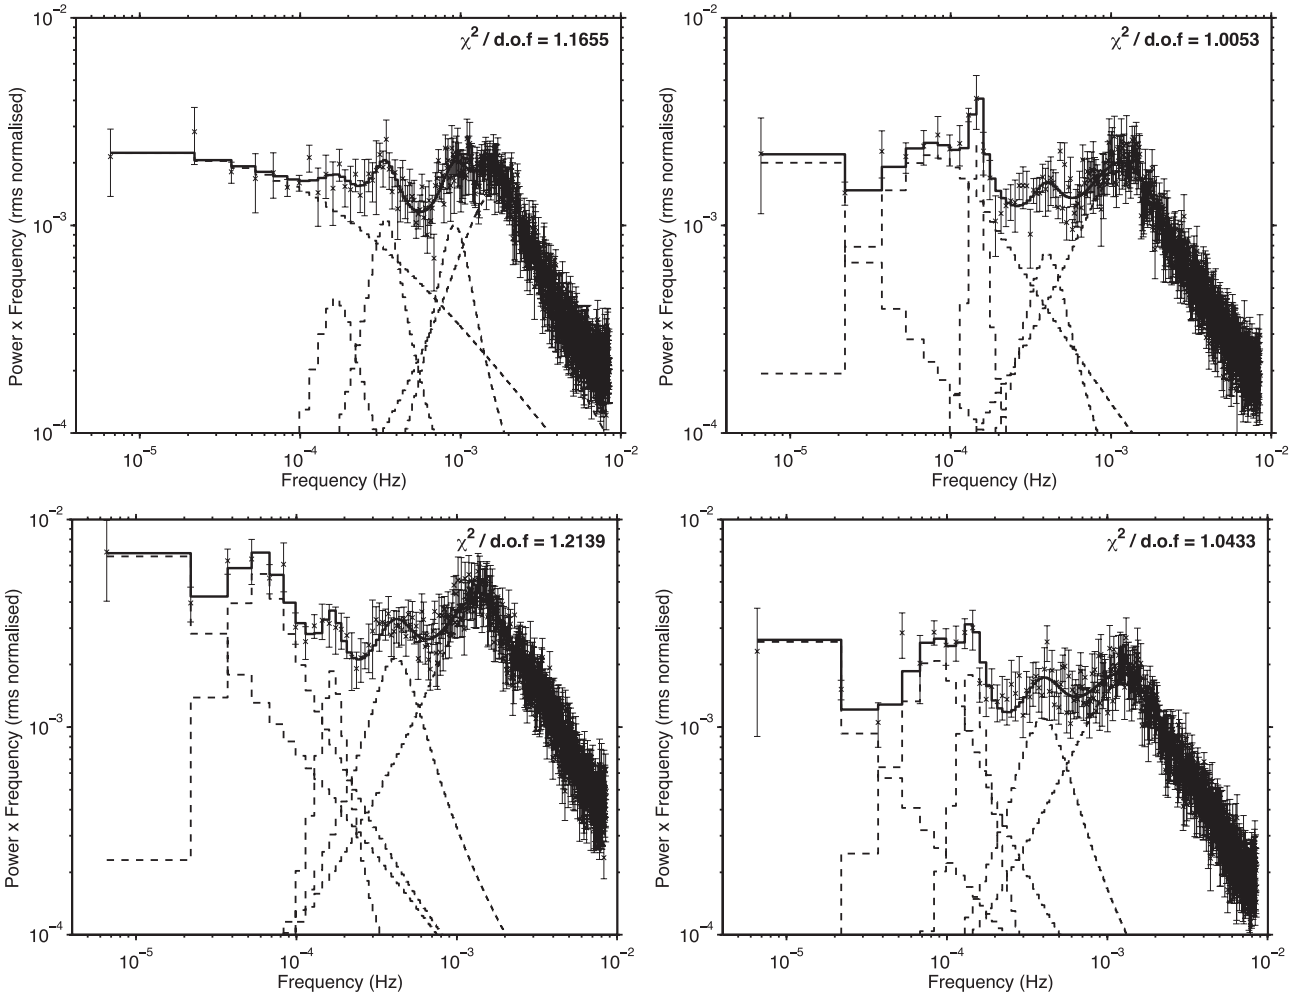 χ² / d.o.f = 1.1655
10⁻²
10⁻³
10⁻⁴
Power x Frequency (rms normalised)
10⁻⁵ 10⁻⁴ 10⁻³ 10⁻²
Frequency (Hz)
χ² / d.o.f = 1.0053
10⁻²
10⁻³
10⁻⁴
Power x Frequency (rms normalised)
10⁻⁵ 10⁻⁴ 10⁻³ 10⁻²
Frequency (Hz)
χ² / d.o.f = 1.2139
10⁻²
10⁻³
10⁻⁴
Power x Frequency (rms normalised)
10⁻⁵ 10⁻⁴ 10⁻³ 10⁻²
Frequency (Hz)
χ² / d.o.f = 1.0433
10⁻²
10⁻³
10⁻⁴
Power x Frequency (rms normalised)
10⁻⁵ 10⁻⁴ 10⁻³ 10⁻²
Frequency (Hz)